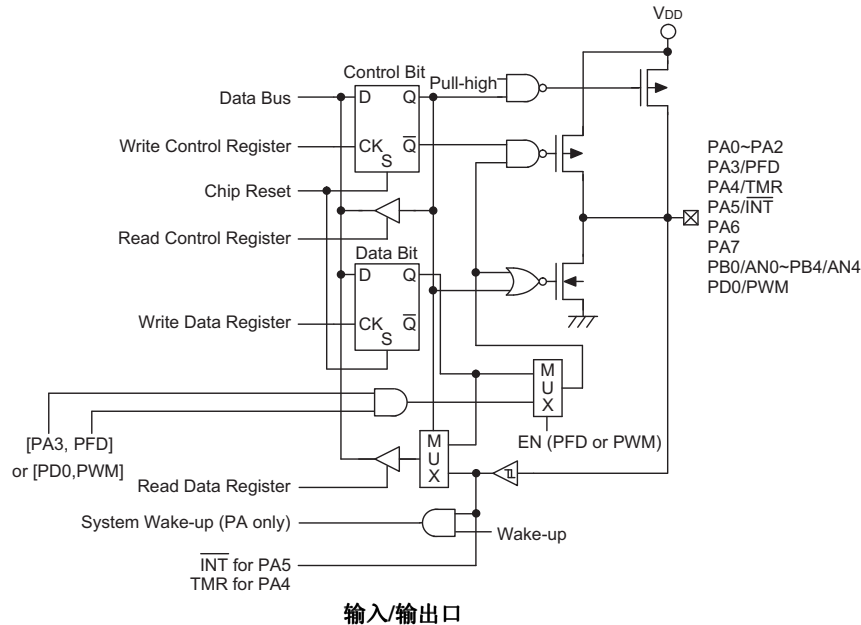 VDD
Control Bit
Pull-high
Data Bus
D Q
Write Control Register
CK Q
S
Chip Reset
Read Control Register
Data Bit
D Q
Write Data Register
CK Q
S
PA0~PA2
PA3/PFD
PA4/TMR
PA5/INT
PA6
PA7
PB0/AN0~PB4/AN4
PD0/PWM
M
U
X
[PA3, PFD]
or [PD0,PWM]
EN (PFD or PWM)
M
U
X
Read Data Register
System Wake-up (PA only)
Wake-up
INT for PA5
TMR for PA4
输入/输出口